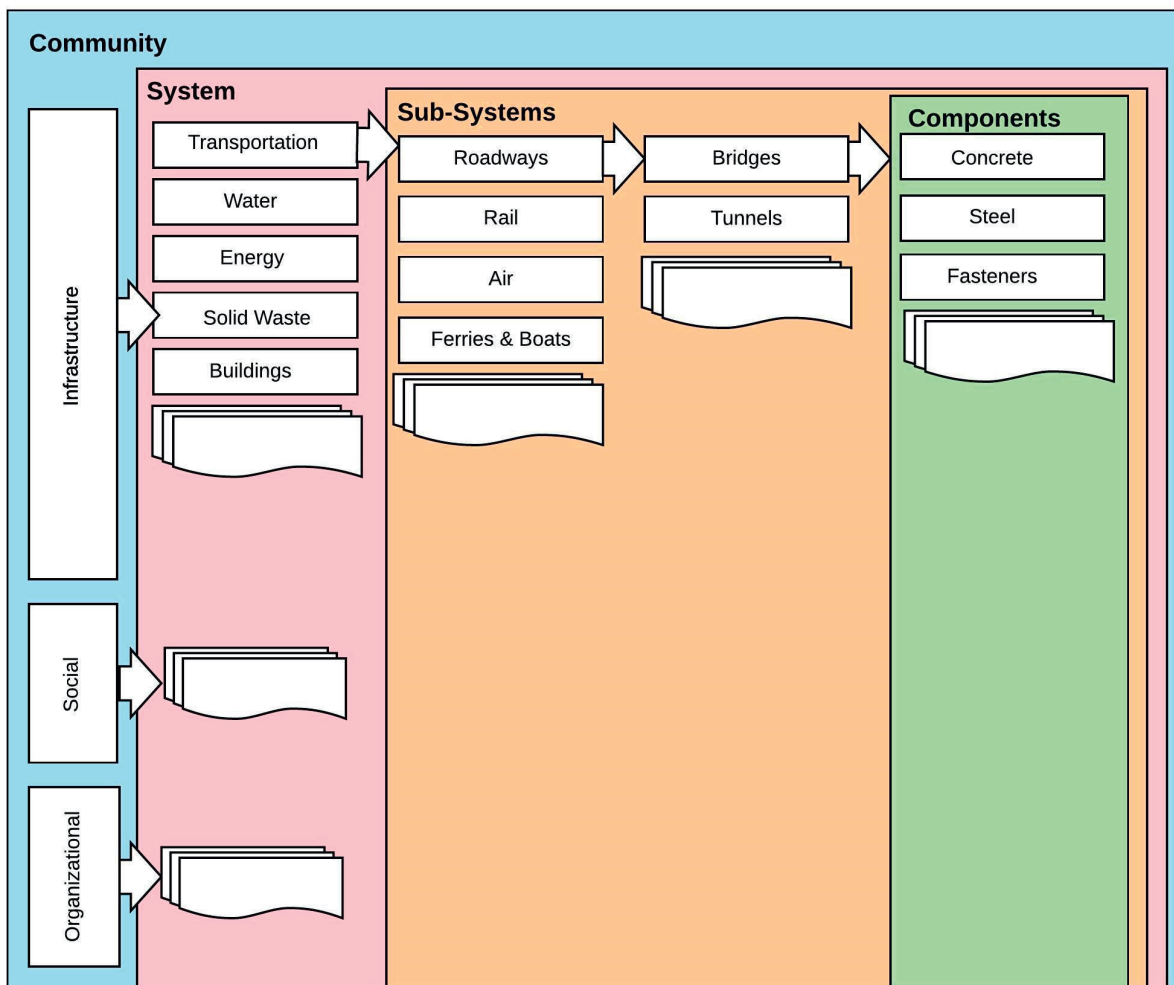 Community
Infrastructure
Social
Organizational
System
Transportation
Water
Energy
Solid Waste
Buildings
Sub-Systems
Roadways
Rail
Air
Ferries & Boats
Bridges
Tunnels
Components
Concrete
Steel
Fasteners